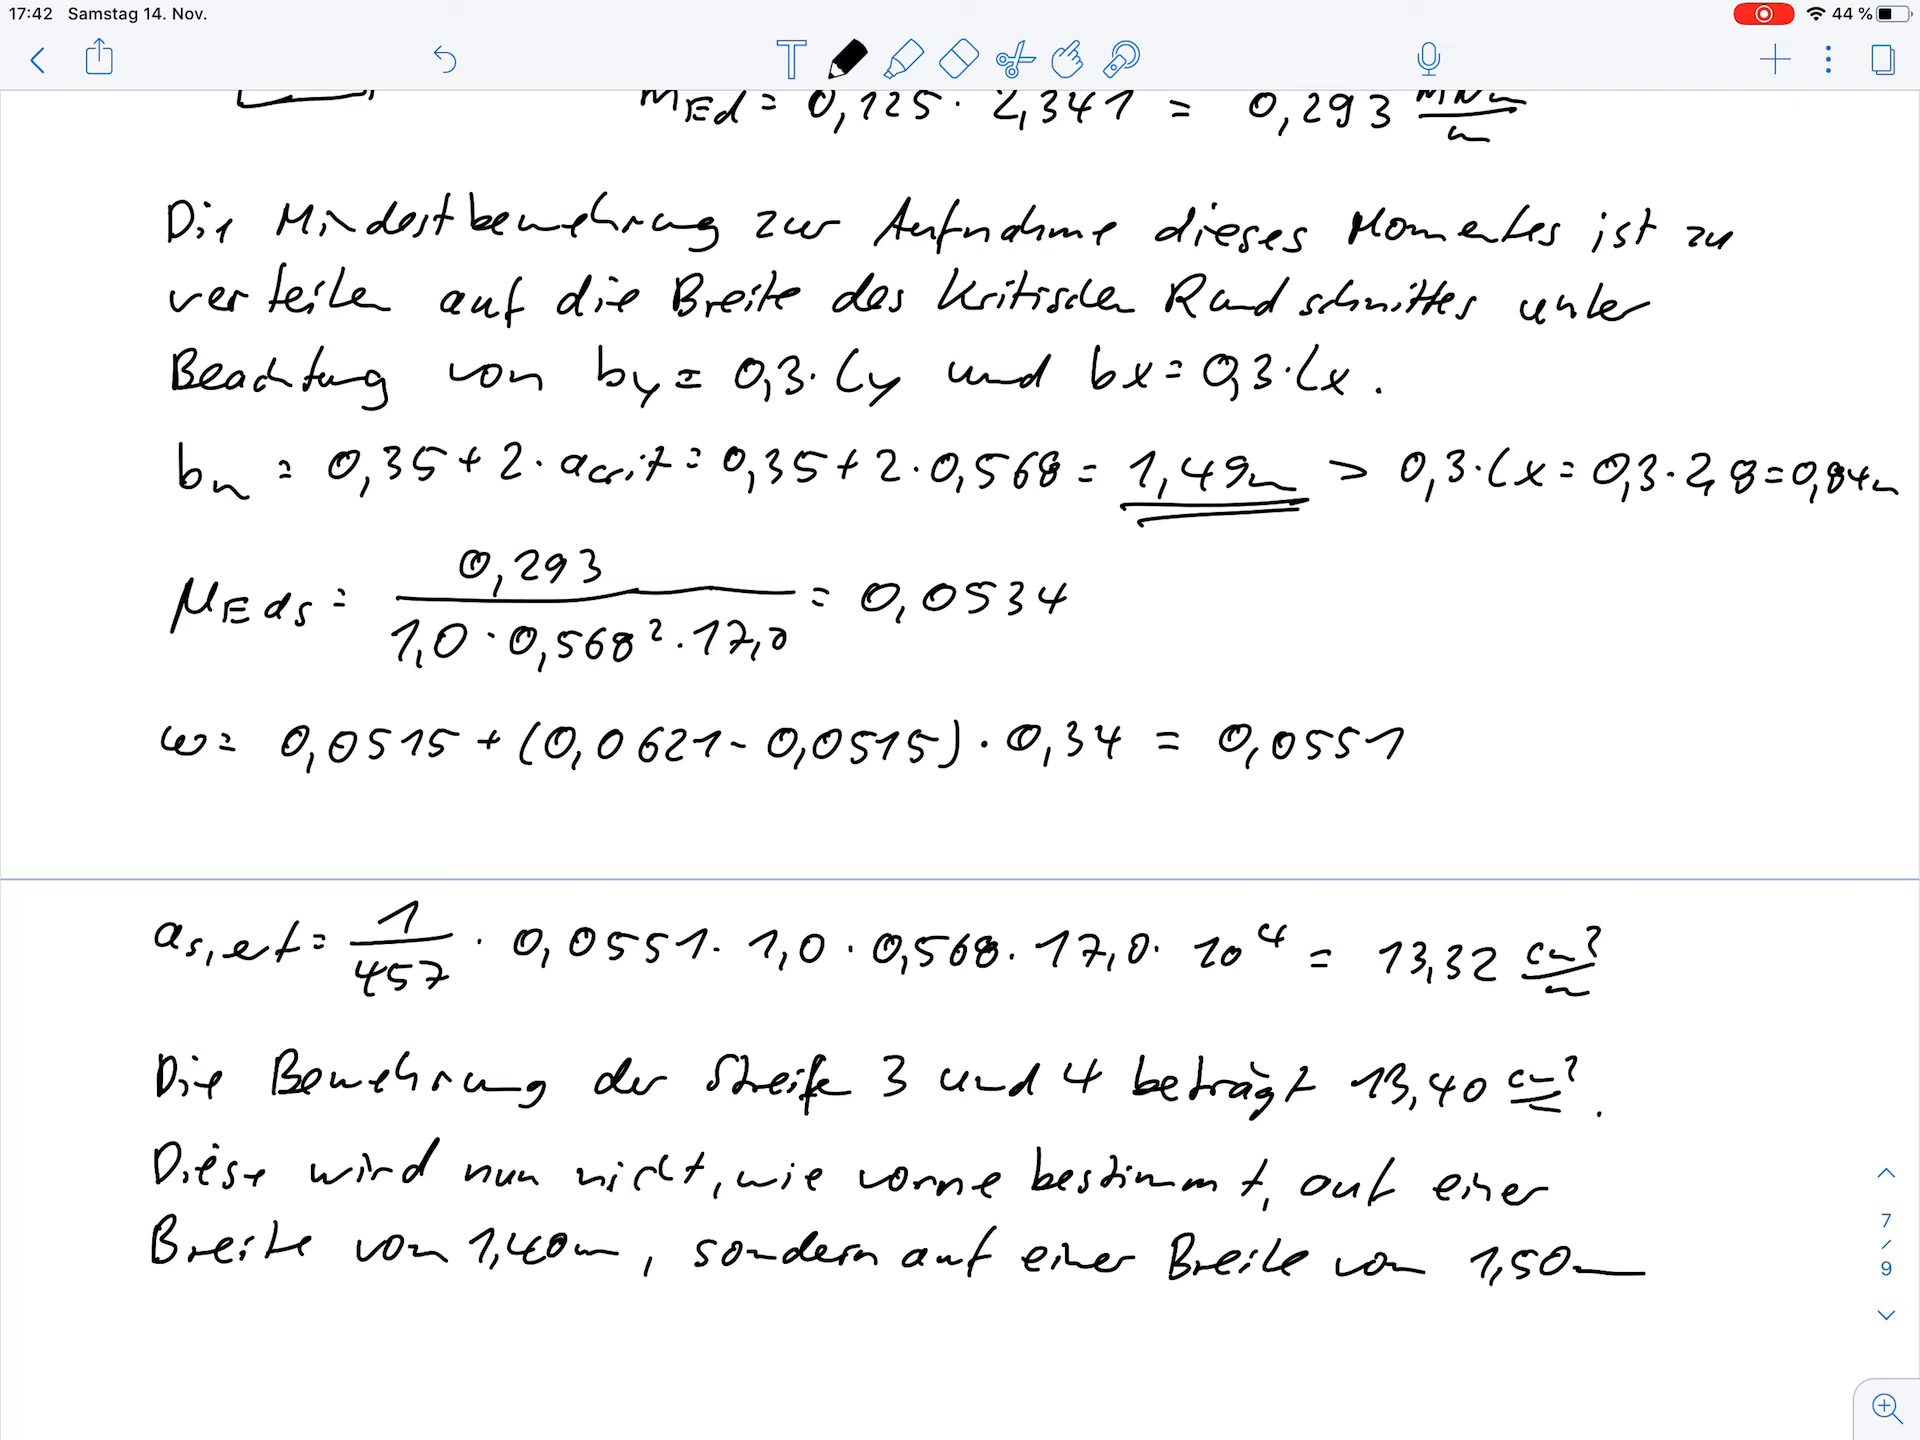 17:42 Samstag 14. Nov. 44 %
mEd = 0,125 · 2,341 = 0,293 MNm/m
Die Mindestbewehrung zur Aufnahme dieses Momentes ist zu
verteilen auf die Breite des kritischen Randschnittes unter
Beachtung von by = 0,3 · Ly und bx = 0,3 · Lx .
bn = 0,35 + 2 · acrit = 0,35 + 2 · 0,568 = 1,49m > 0,3 · Lx = 0,3 · 2,8 = 0,84m
μEds = 0,293 / 1,0 · 0,568² · 17,0 = 0,0534
ω = 0,0515 + (0,0621 - 0,0515) · 0,34 = 0,0551
as,erf = 1/457 · 0,0551 · 1,0 · 0,568 · 17,0 · 10⁴ = 13,32 cm²/m
Die Bewehrung der Streifen 3 und 4 beträgt 13,40 cm² .
Diese wird nun nicht, wie vorne bestimmt, auf einer
Breite von 1,40m, sondern auf einer Breite von 1,50m
7
/
9